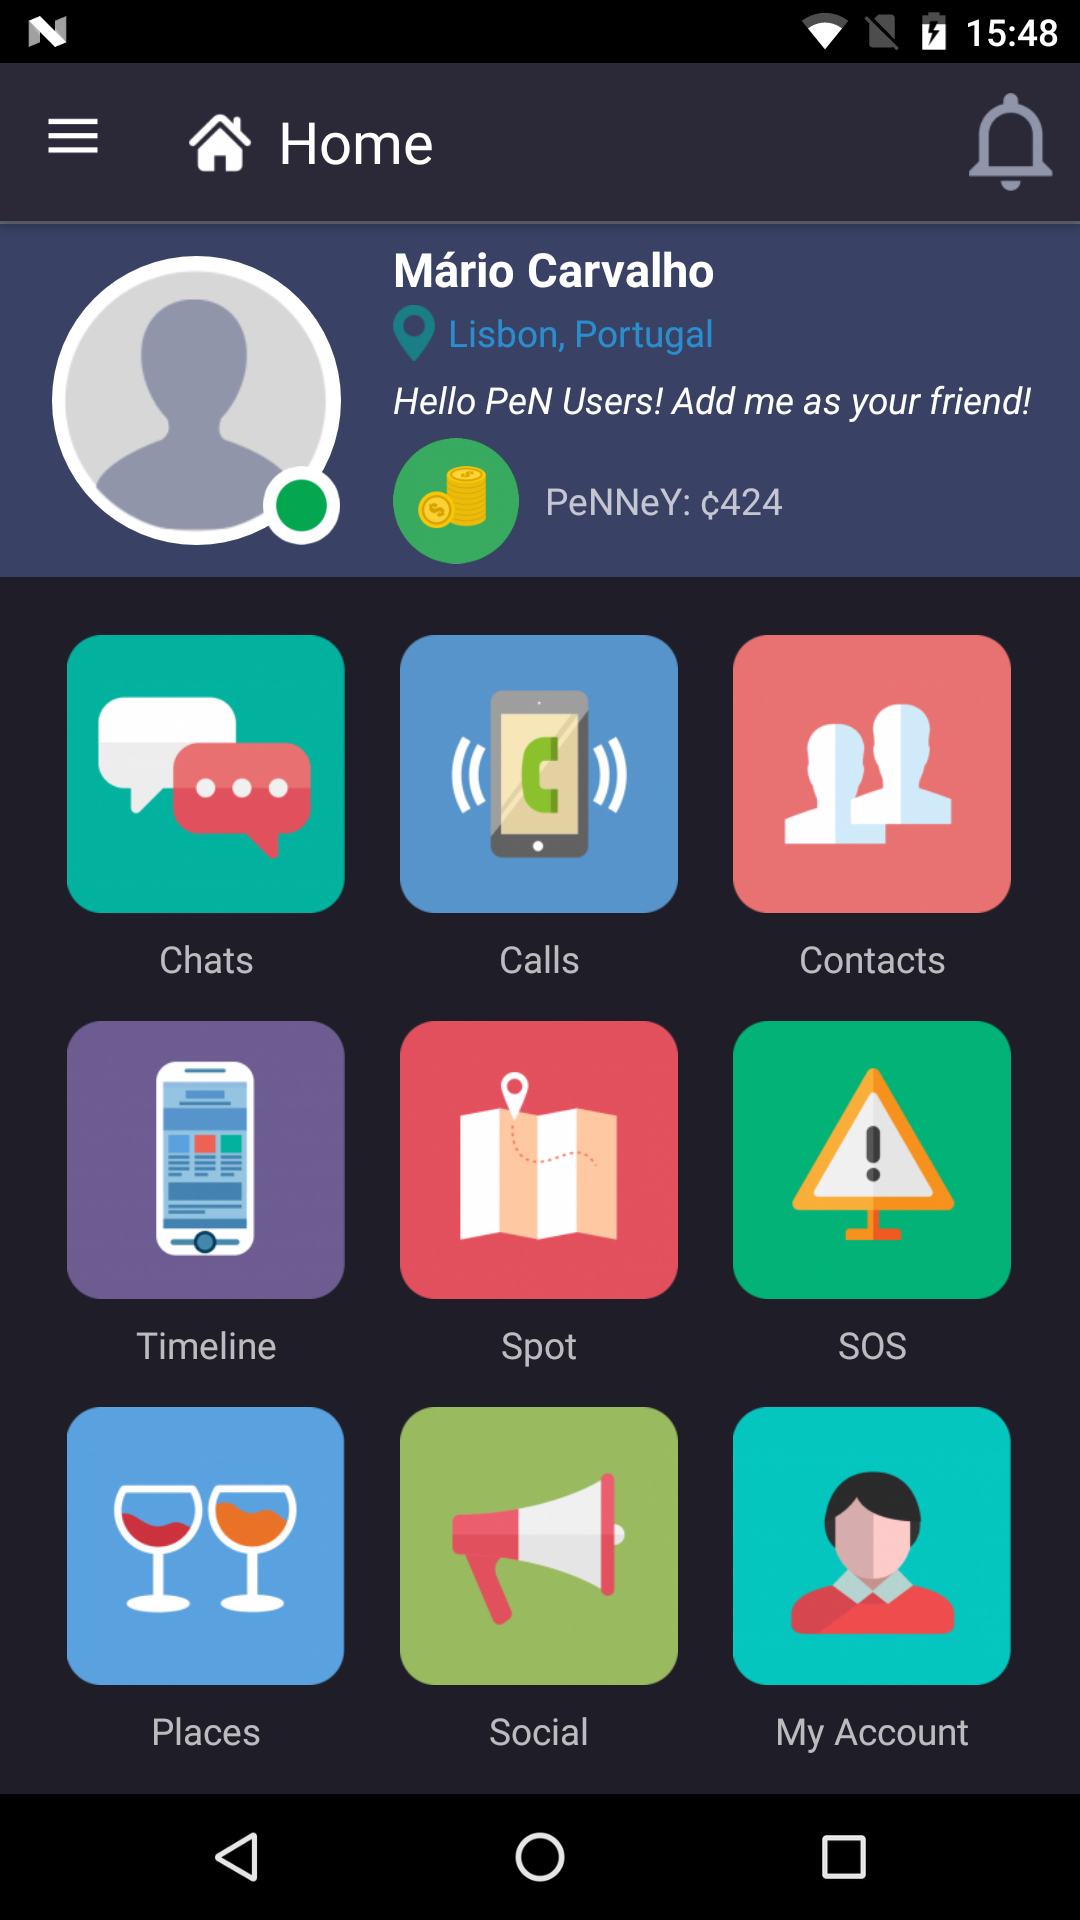 15:48
Home
Mário Carvalho
Lisbon, Portugal
Hello PeN Users! Add me as your friend!
PeNNeY: ¢424
Chats Calls Contacts
Timeline Spot SOS
Places Social My Account